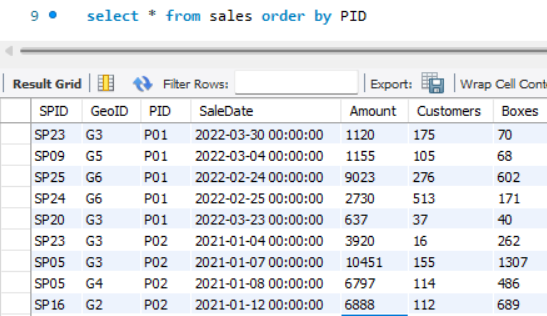 9 select * from sales order by PID
Result Grid Filter Rows: Export: Wrap Cell Conte
SPID GeoID PID SaleDate Amount Customers Boxes
SP23 G3 P01 2022-03-30 00:00:00 1120 175 70
SP09 G5 P01 2022-03-04 00:00:00 1155 105 68
SP25 G6 P01 2022-02-24 00:00:00 9023 276 602
SP24 G6 P01 2022-02-25 00:00:00 2730 513 171
SP20 G3 P01 2022-03-23 00:00:00 637 37 40
SP23 G3 P02 2021-01-04 00:00:00 3920 16 262
SP05 G3 P02 2021-01-07 00:00:00 10451 155 1307
SP05 G4 P02 2021-01-08 00:00:00 6797 114 486
SP16 G2 P02 2021-01-12 00:00:00 6888 112 689